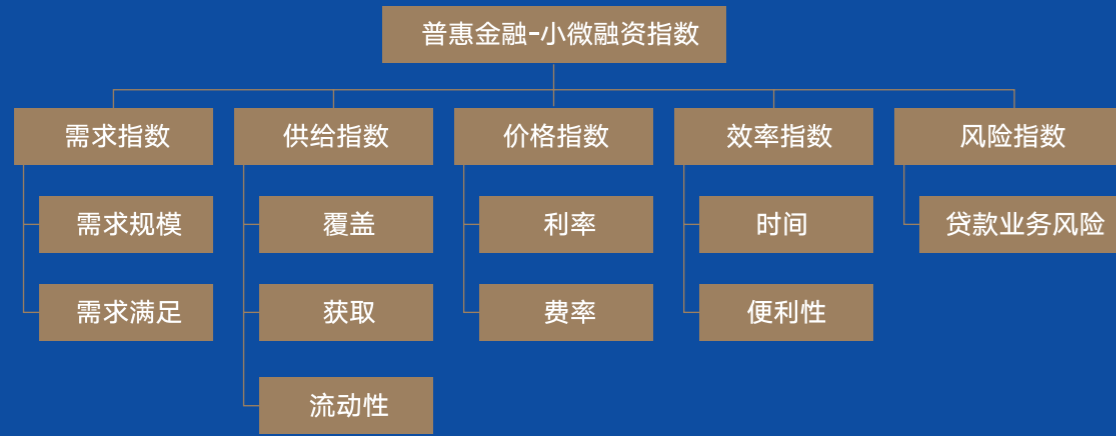 普惠金融-小微融资指数
需求指数
供给指数
价格指数
效率指数
风险指数
需求规模
覆盖
利率
时间
贷款业务风险
需求满足
获取
费率
便利性
流动性